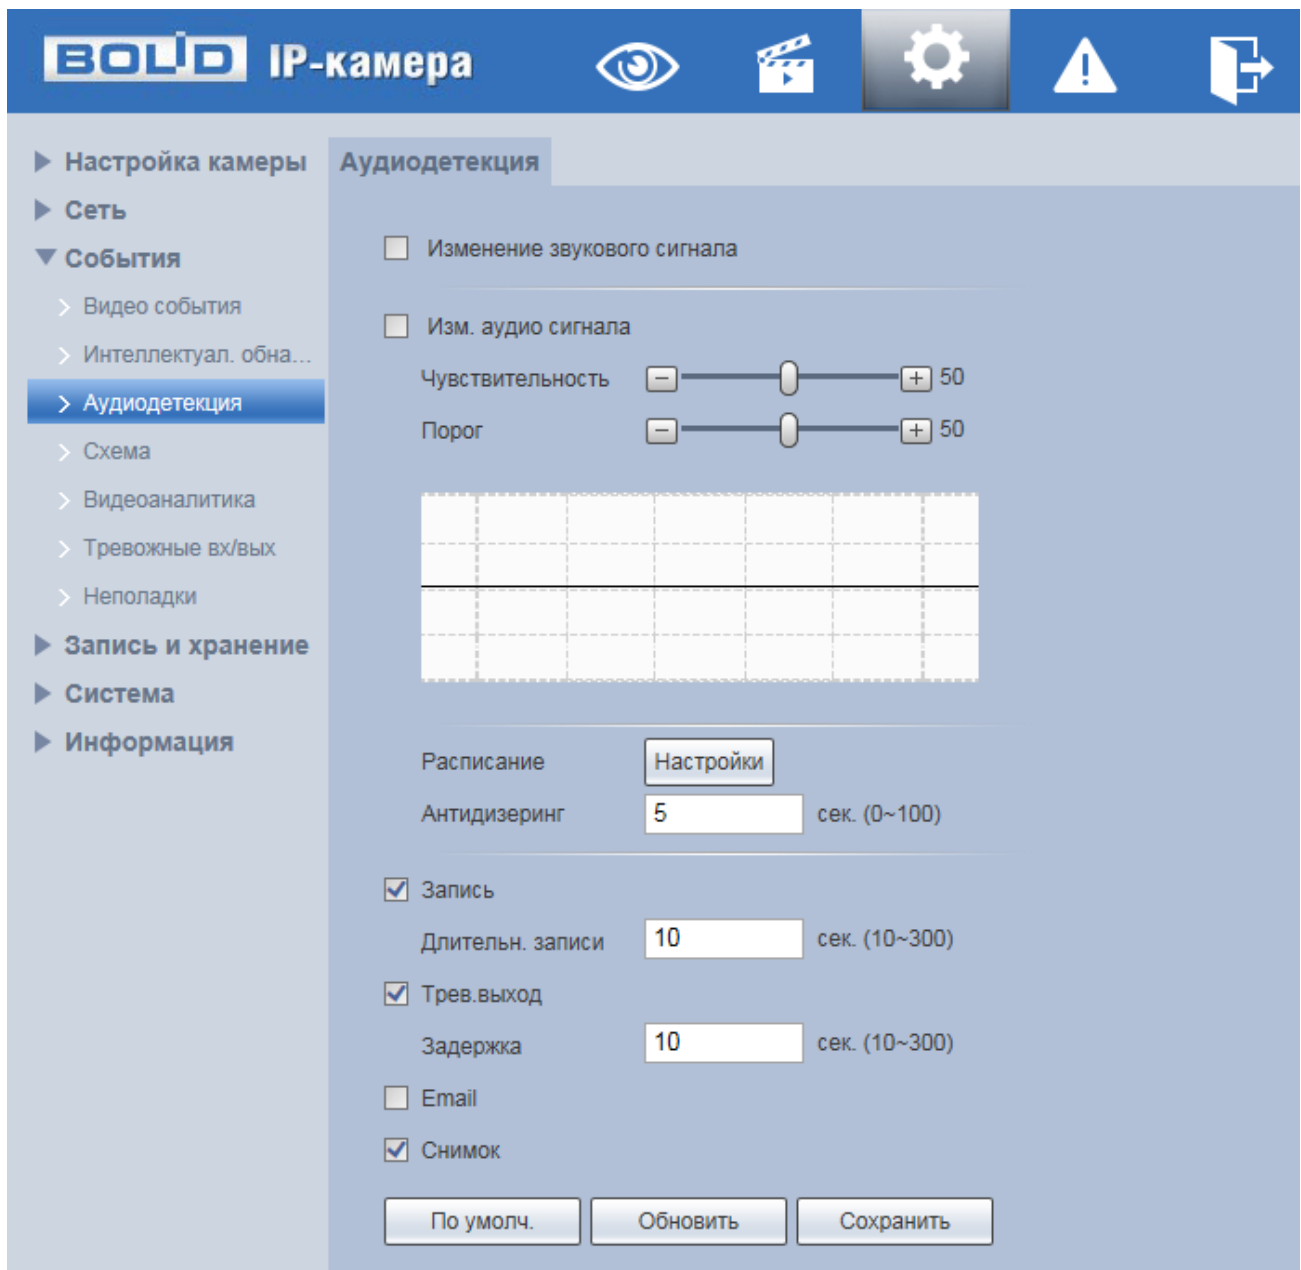 BOLID IP-камера
Настройка камеры
Сеть
События
Видео события
Интеллектуал. обна...
Аудиодетекция
Схема
Видеоаналитика
Тревожные вх/вых
Неполадки
Запись и хранение
Система
Информация
Аудиодетекция
Изменение звукового сигнала
Изм. аудио сигнала
Чувствительность 50
Порог 50
Расписание Настройки
Антидизеринг 5 сек. (0~100)
Запись
Длительн. записи 10 сек. (10~300)
Трев.выход
Задержка 10 сек. (10~300)
Email
Снимок
По умолч. Обновить Сохранить